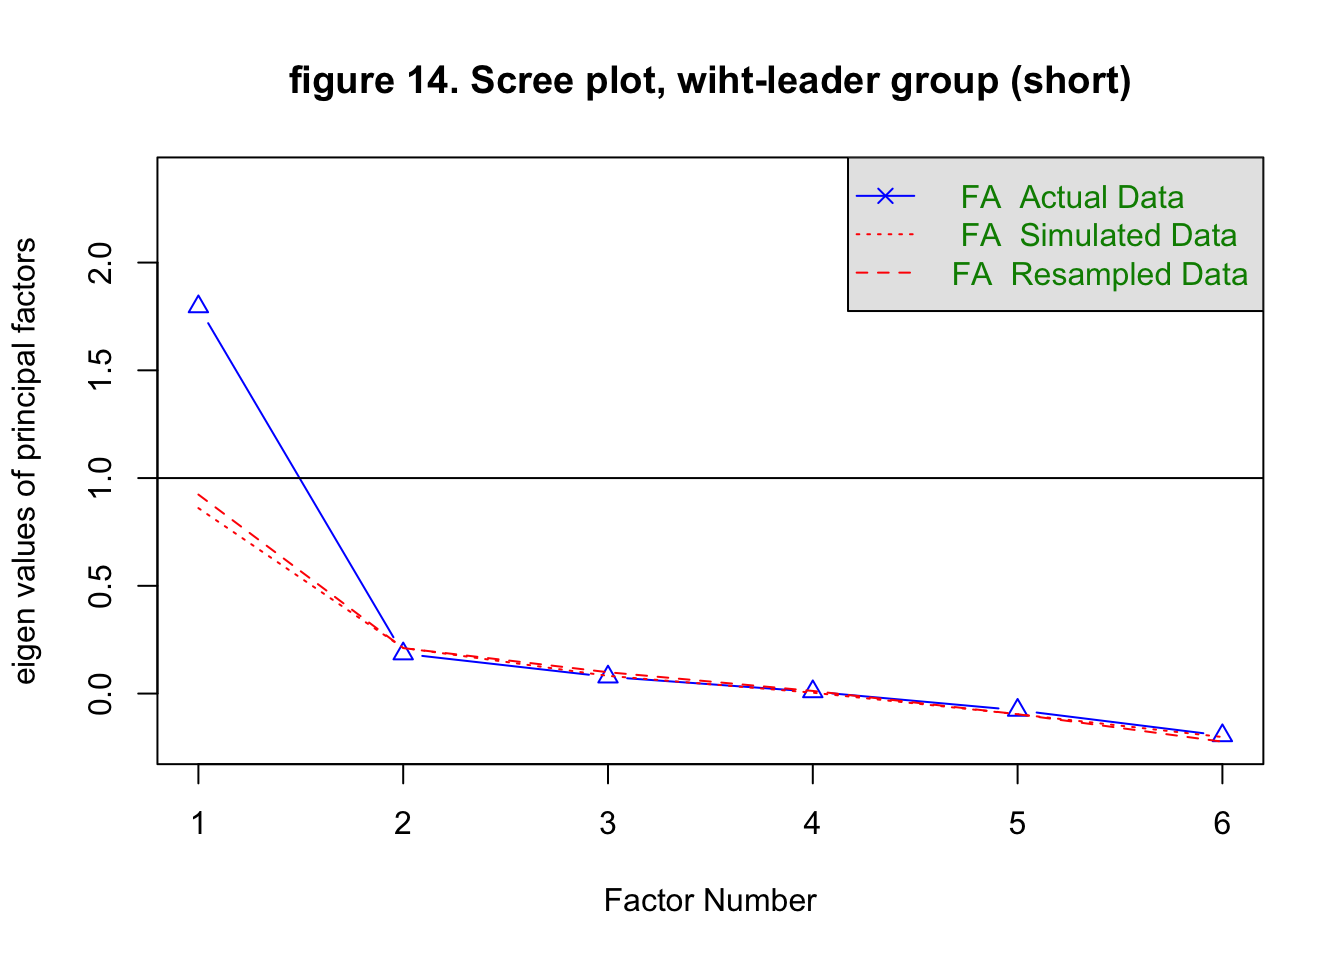 figure 14. Scree plot, wiht-leader group (short)
FA Actual Data
FA Simulated Data
FA Resampled Data
eigen values of principal factors
2.0
1.5
1.0
0.5
0.0
1 2 3 4 5 6
Factor Number